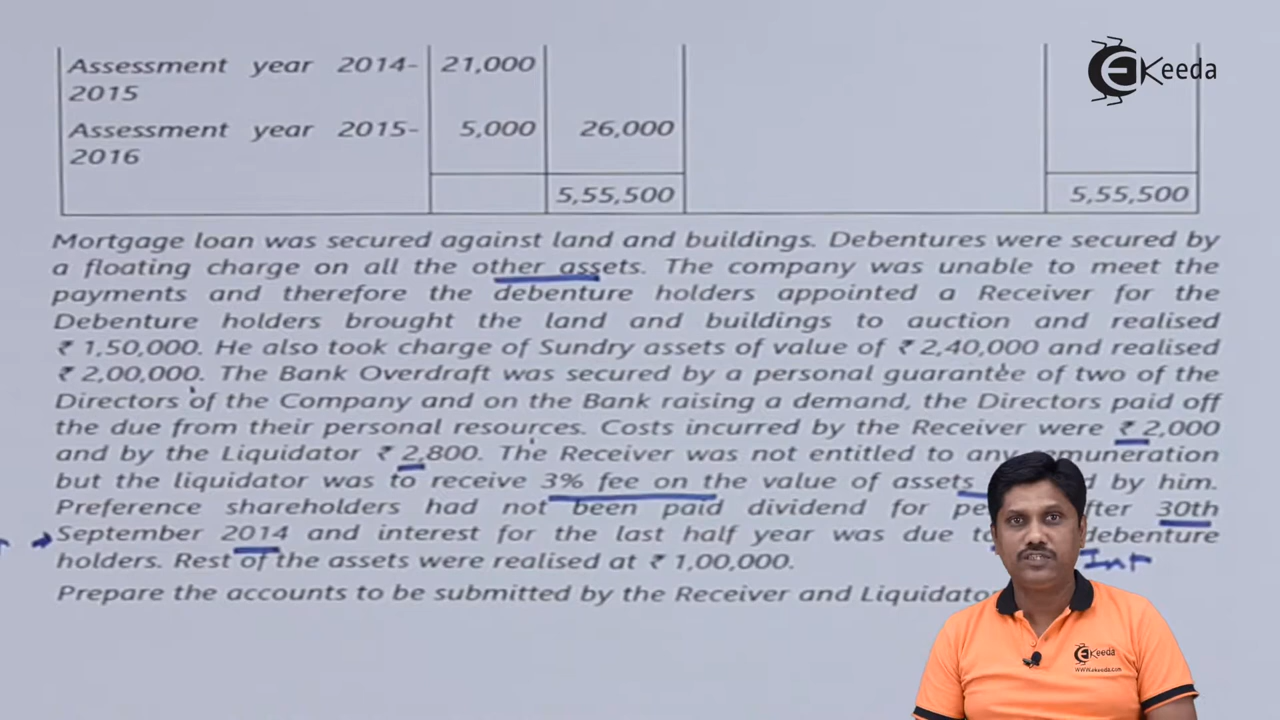 Ekeeda
Assessment year 2014- 21,000
2015
Assessment year 2015- 5,000 26,000
2016
5,55,500 5,55,500
Mortgage loan was secured against land and buildings. Debentures were secured by
a floating charge on all the other assets. The company was unable to meet the
payments and therefore the debenture holders appointed a Receiver for the
Debenture holders brought the land and buildings to auction and realised
₹ 1,50,000. He also took charge of Sundry assets of value of ₹ 2,40,000 and realised
₹ 2,00,000. The Bank Overdraft was secured by a personal guarantee of two of the
Directors of the Company and on the Bank raising a demand, the Directors paid off
the due from their personal resources. Costs incurred by the Receiver were ₹ 2,000
and by the Liquidator ₹ 2,800. The Receiver was not entitled to any remuneration
but the liquidator was to receive 3% fee on the value of assets by him.
Preference shareholders had not been paid dividend for 30th
September 2014 and interest for the last half year was due debenture
holders. Rest of the assets were realised at ₹ 1,00,000. Int
Prepare the accounts to be submitted by the Receiver and
Ekeeda
www.ekeeda.com